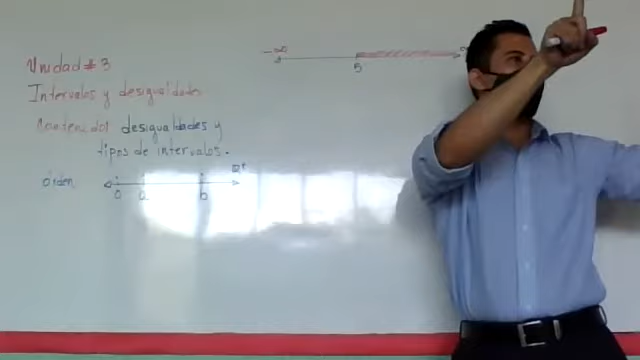 Unidad # 3
Intervalos y desigualdades
Contenido: desigualdades y
tipos de intervalos.
orden
0 a b
-∞ 5